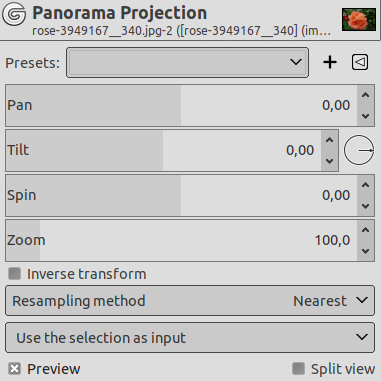 Panorama Projection
rose-3949167__340.jpg-2 ([rose-3949167__340] (im…
Presets:
Pan 0,00
Tilt 0,00
Spin 0,00
Zoom 100,0
Inverse transform
Resampling method Nearest
Use the selection as input
Preview Split view